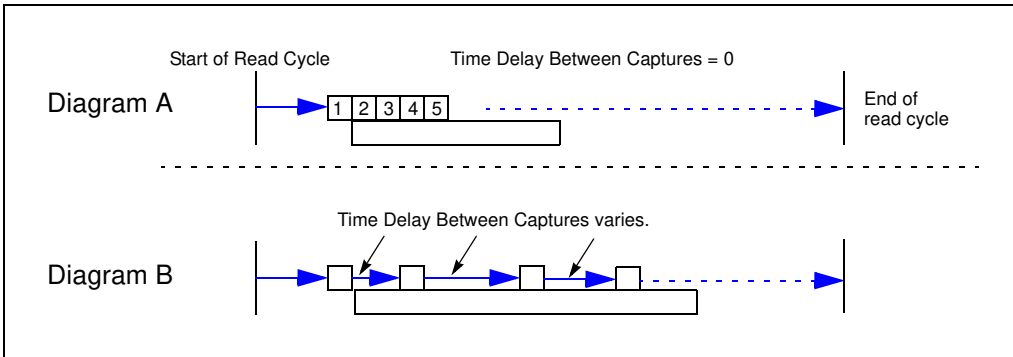 Start of Read Cycle
Time Delay Between Captures = 0
Diagram A
1 2 3 4 5
End of
read cycle
Time Delay Between Captures varies.
Diagram B